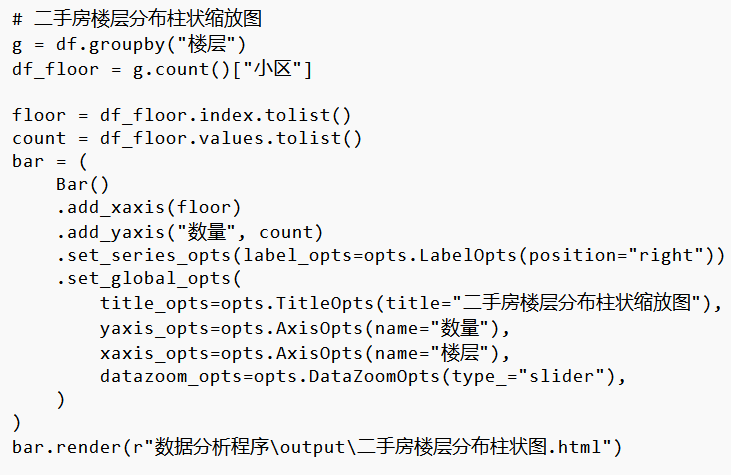 # 二手房楼层分布柱状缩放图
g = df.groupby("楼层")
df_floor = g.count()["小区"]

floor = df_floor.index.tolist()
count = df_floor.values.tolist()
bar = (
    Bar()
    .add_xaxis(floor)
    .add_yaxis("数量", count)
    .set_series_opts(label_opts=opts.LabelOpts(position="right"))
    .set_global_opts(
        title_opts=opts.TitleOpts(title="二手房楼层分布柱状缩放图"),
        yaxis_opts=opts.AxisOpts(name="数量"),
        xaxis_opts=opts.AxisOpts(name="楼层"),
        datazoom_opts=opts.DataZoomOpts(type_="slider"),
    )
)
bar.render(r"数据分析程序\output\二手房楼层分布柱状图.html")